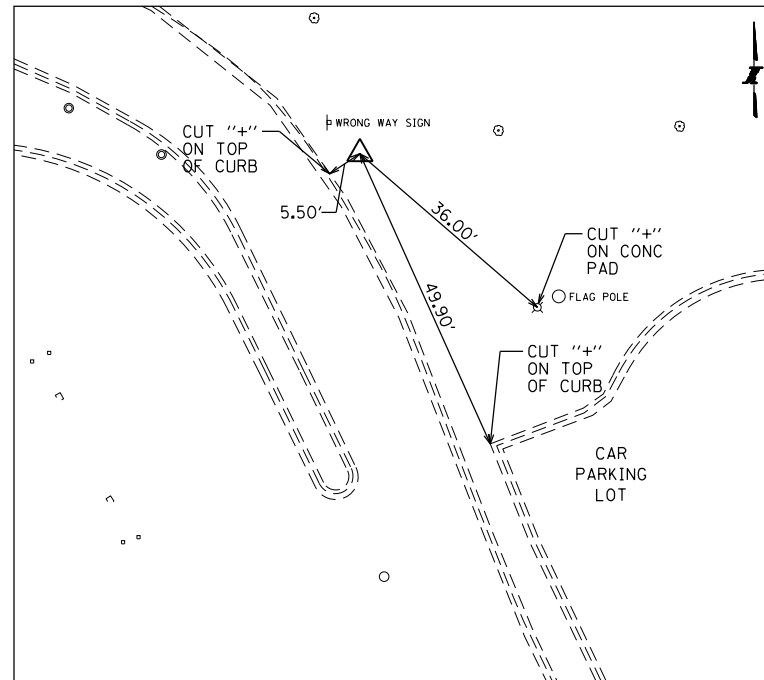 WRONG WAY SIGN
CUT "+"
ON TOP
OF CURB
5.50'
36.00'
CUT "+"
ON CONC
PAD
FLAG POLE
49.90'
CUT "+"
ON TOP
OF CURB
CAR
PARKING
LOT